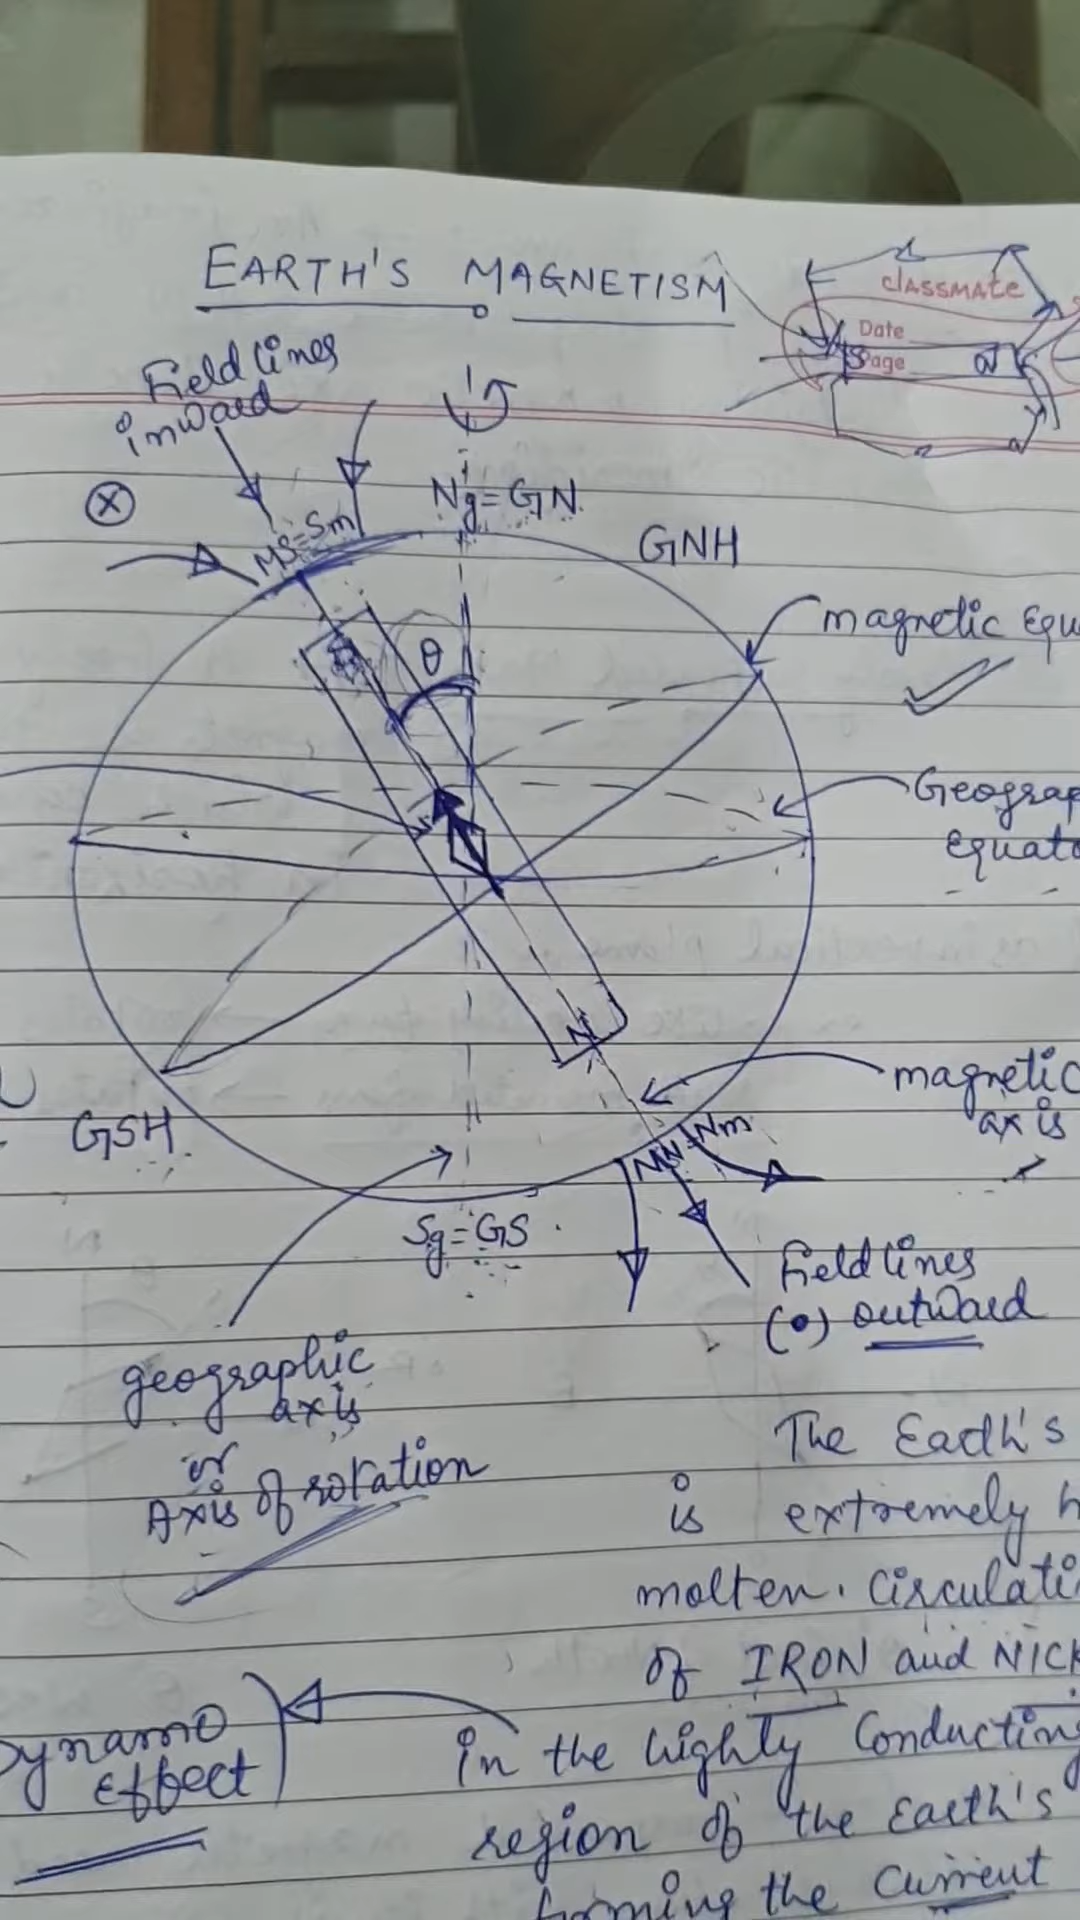 EARTH'S MAGNETISM
classmate
Date
Page
Field lines
inward
Ng = GN
MS = Sm
GNH
magnetic Equ
θ
Geograp
Equato
N
magnetic
axis
GSH
MN = Nm
Sg = GS
Field lines
(•) outward
geographic
axis
or
Axis of rotation
The Earth's
is extremely h
molten. Circulati
of IRON and NICK
Dynamo
Effect
in the highly Conducting
region of the Earth's
forming the Current